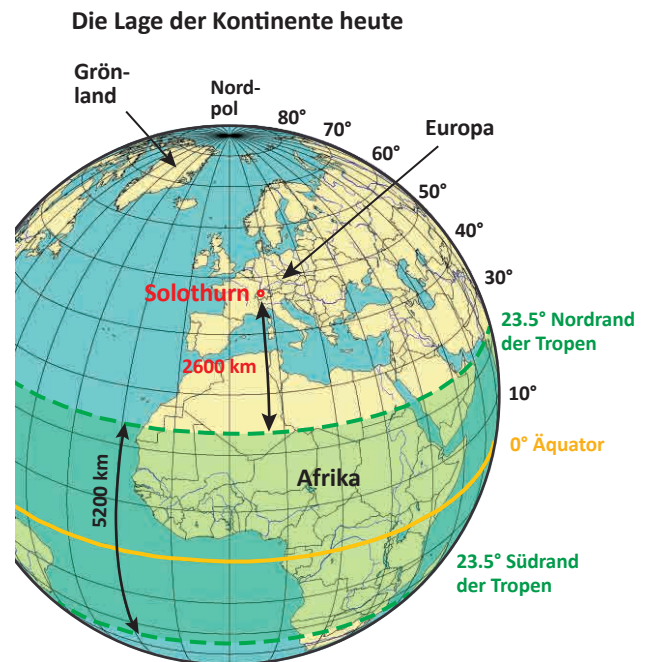 Die Lage der Kontinente heute
Grön-
land
Nord-
pol
80°
70°
60°
50°
40°
30°
Europa
Solothurn
2600 km
23.5° Nordrand
der Tropen
10°
0° Äquator
Afrika
5200 km
23.5° Südrand
der Tropen